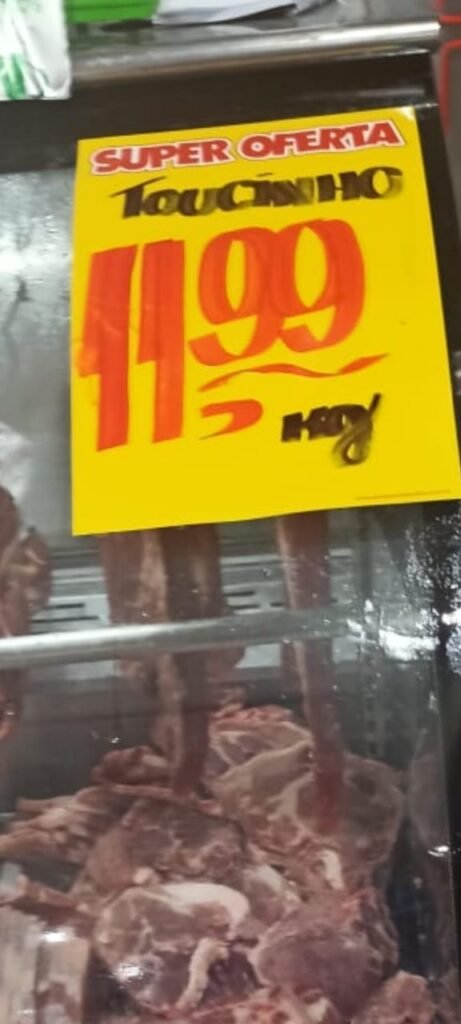 SUPER OFERTA
TOUCINHO
11,99
KG